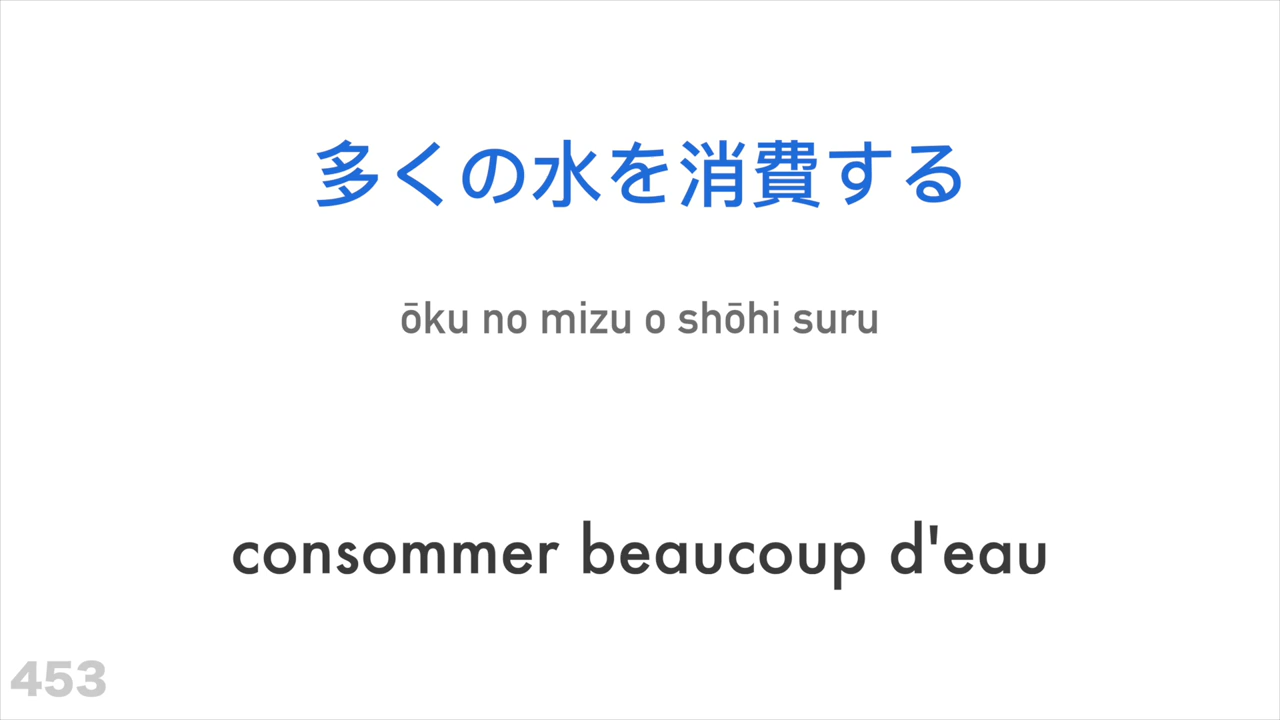 多くの水を消費する
ōku no mizu o shōhi suru
consommer beaucoup d'eau
453